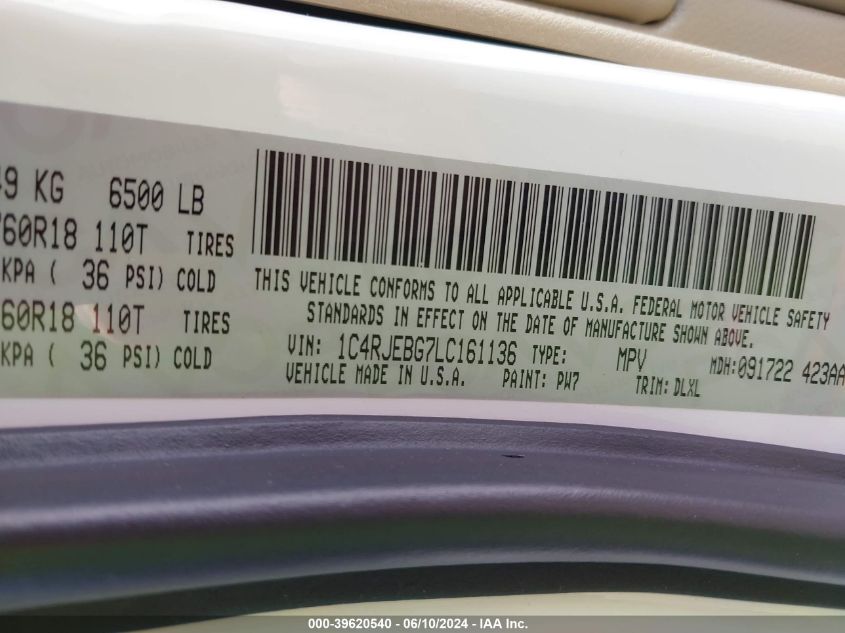 49 KG 6500 LB
/60R18 110T TIRES
KPA ( 36 PSI) COLD
60R18 110T TIRES
KPA ( 36 PSI) COLD
THIS VEHICLE CONFORMS TO ALL APPLICABLE U.S.A. FEDERAL MOTOR VEHICLE SAFETY
STANDARDS IN EFFECT ON THE DATE OF MANUFACTURE SHOWN ABOVE.
VIN: 1C4RJEBG7LC161136 TYPE: MPV MDH:091722 423AA
VEHICLE MADE IN U.S.A. PAINT: PW7 TRIM: DLXL
000-39620540 - 06/10/2024 - IAA Inc.